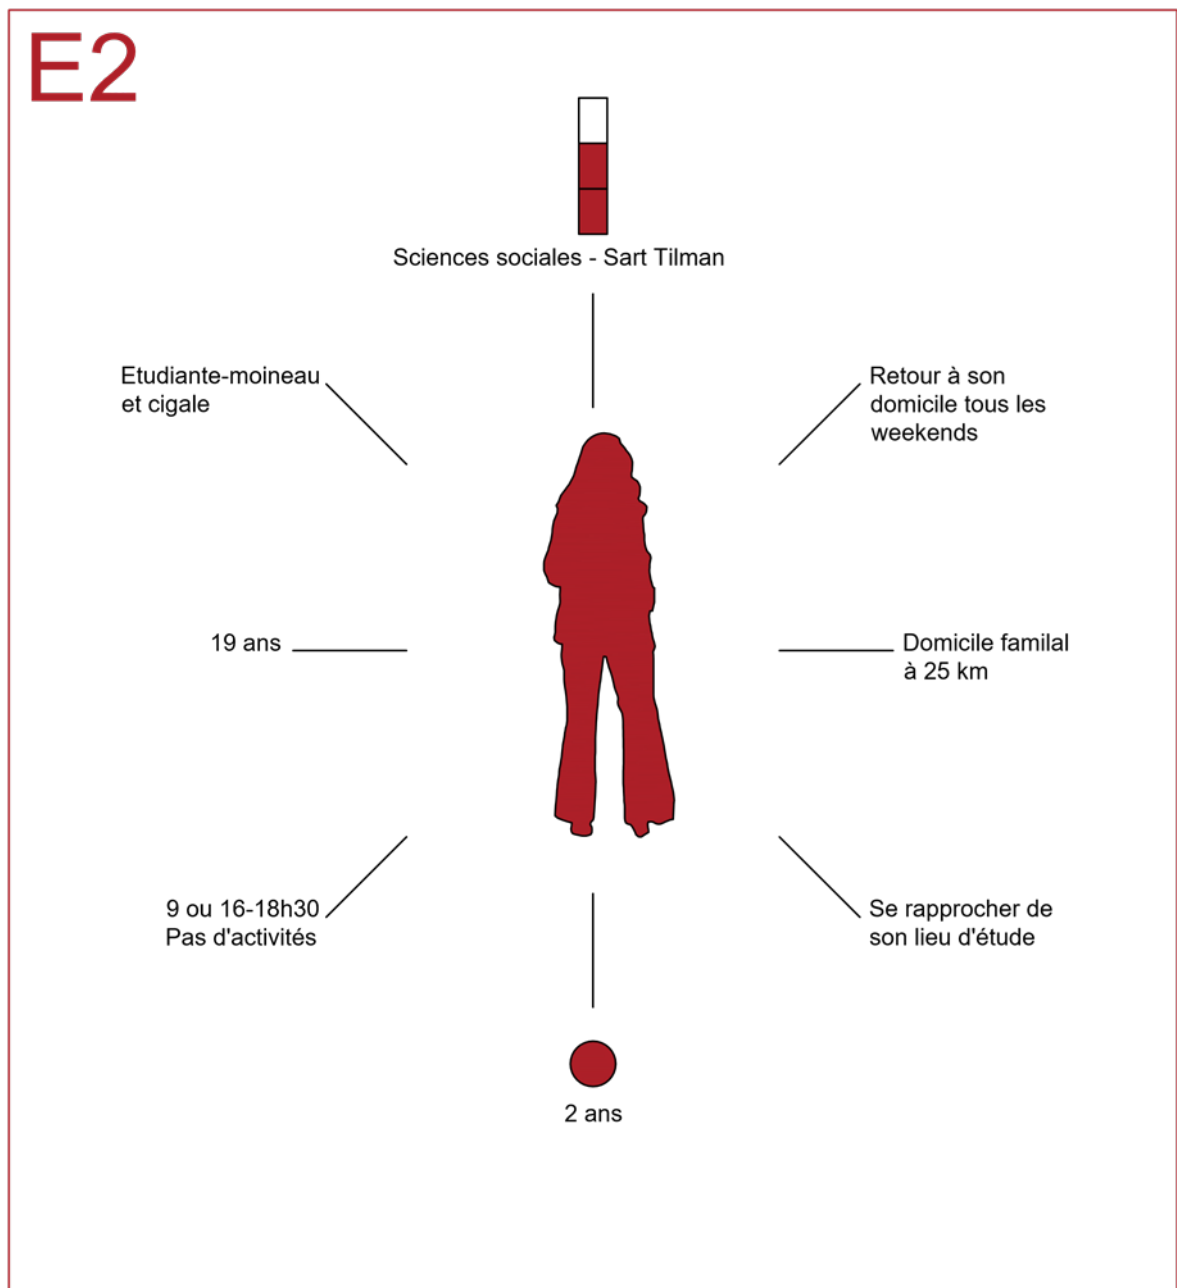 E2
Sciences sociales - Sart Tilman
Etudiante-moineau
et cigale
Retour à son
domicile tous les
weekends
19 ans
Domicile familal
à 25 km
9 ou 16-18h30
Pas d'activités
Se rapprocher de
son lieu d'étude
2 ans